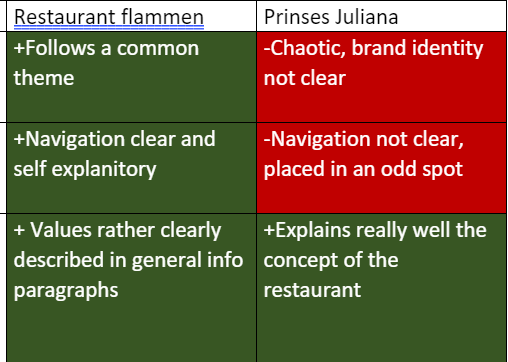 Restaurant flammen
Prinses Juliana
+Follows a common
theme
-Chaotic, brand identity
not clear
+Navigation clear and
self explanitory
-Navigation not clear,
placed in an odd spot
+ Values rather clearly
described in general info
paragraphs
+Explains really well the
concept of the
restaurant